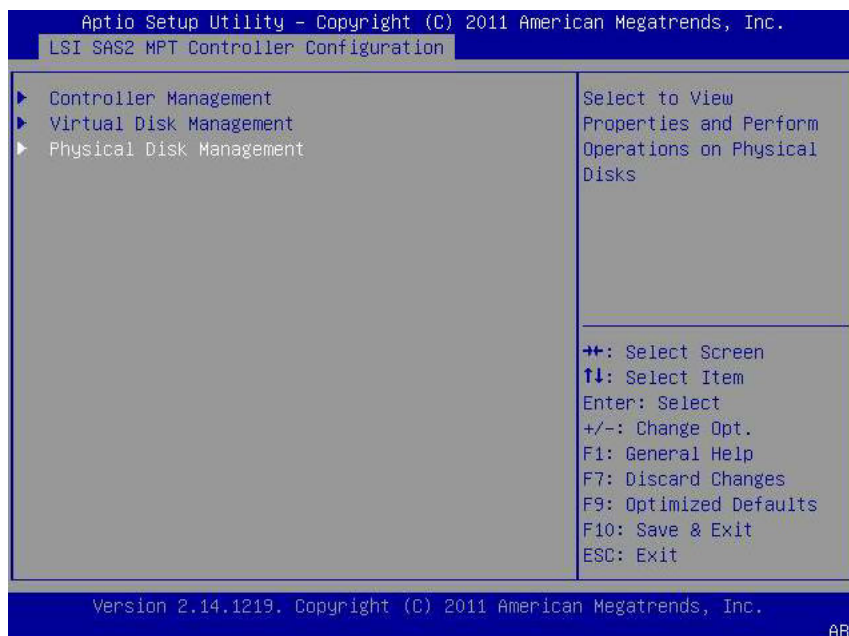 Aptio Setup Utility – Copyright (C) 2011 American Megatrends, Inc.
LSI SAS2 MPT Controller Configuration
Controller Management
Virtual Disk Management
Physical Disk Management
Select to View
Properties and Perform
Operations on Physical
Disks
→←: Select Screen
↑↓: Select Item
Enter: Select
+/-: Change Opt.
F1: General Help
F7: Discard Changes
F9: Optimized Defaults
F10: Save & Exit
ESC: Exit
Version 2.14.1219. Copyright (C) 2011 American Megatrends, Inc.
AB